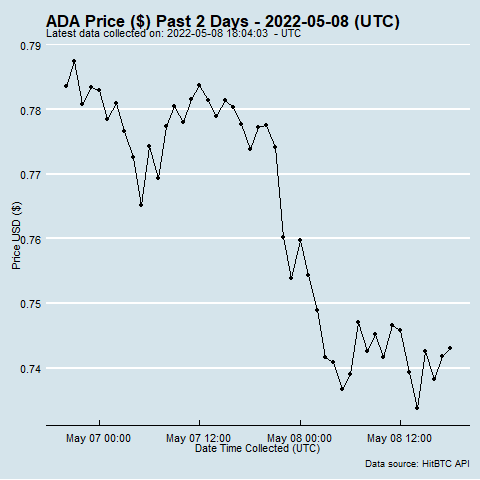 ADA Price ($) Past 2 Days - 2022-05-08 (UTC)
Latest data collected on: 2022-05-08 18:04:03 - UTC
0.79
0.78
0.77
0.76
0.75
0.74
Price USD ($)
May 07 00:00
May 07 12:00
May 08 00:00
May 08 12:00
Date Time Collected (UTC)
Data source: HitBTC API